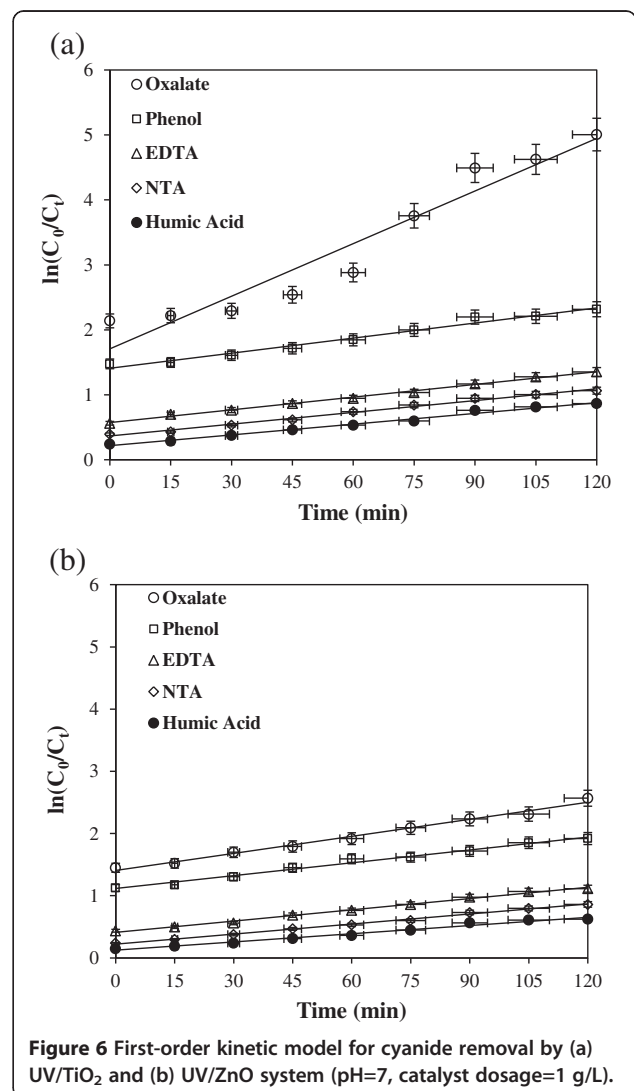 (a)
6
5
4
3
2
1
0
ln(C₀/Cₜ)
Oxalate
Phenol
EDTA
NTA
Humic Acid
0 15 30 45 60 75 90 105 120
Time (min)
(b)
6
5
4
3
2
1
0
ln(C₀/Cₜ)
Oxalate
Phenol
EDTA
NTA
Humic Acid
0 15 30 45 60 75 90 105 120
Time (min)
Figure 6 First-order kinetic model for cyanide removal by (a)
UV/TiO₂ and (b) UV/ZnO system (pH=7, catalyst dosage=1 g/L).